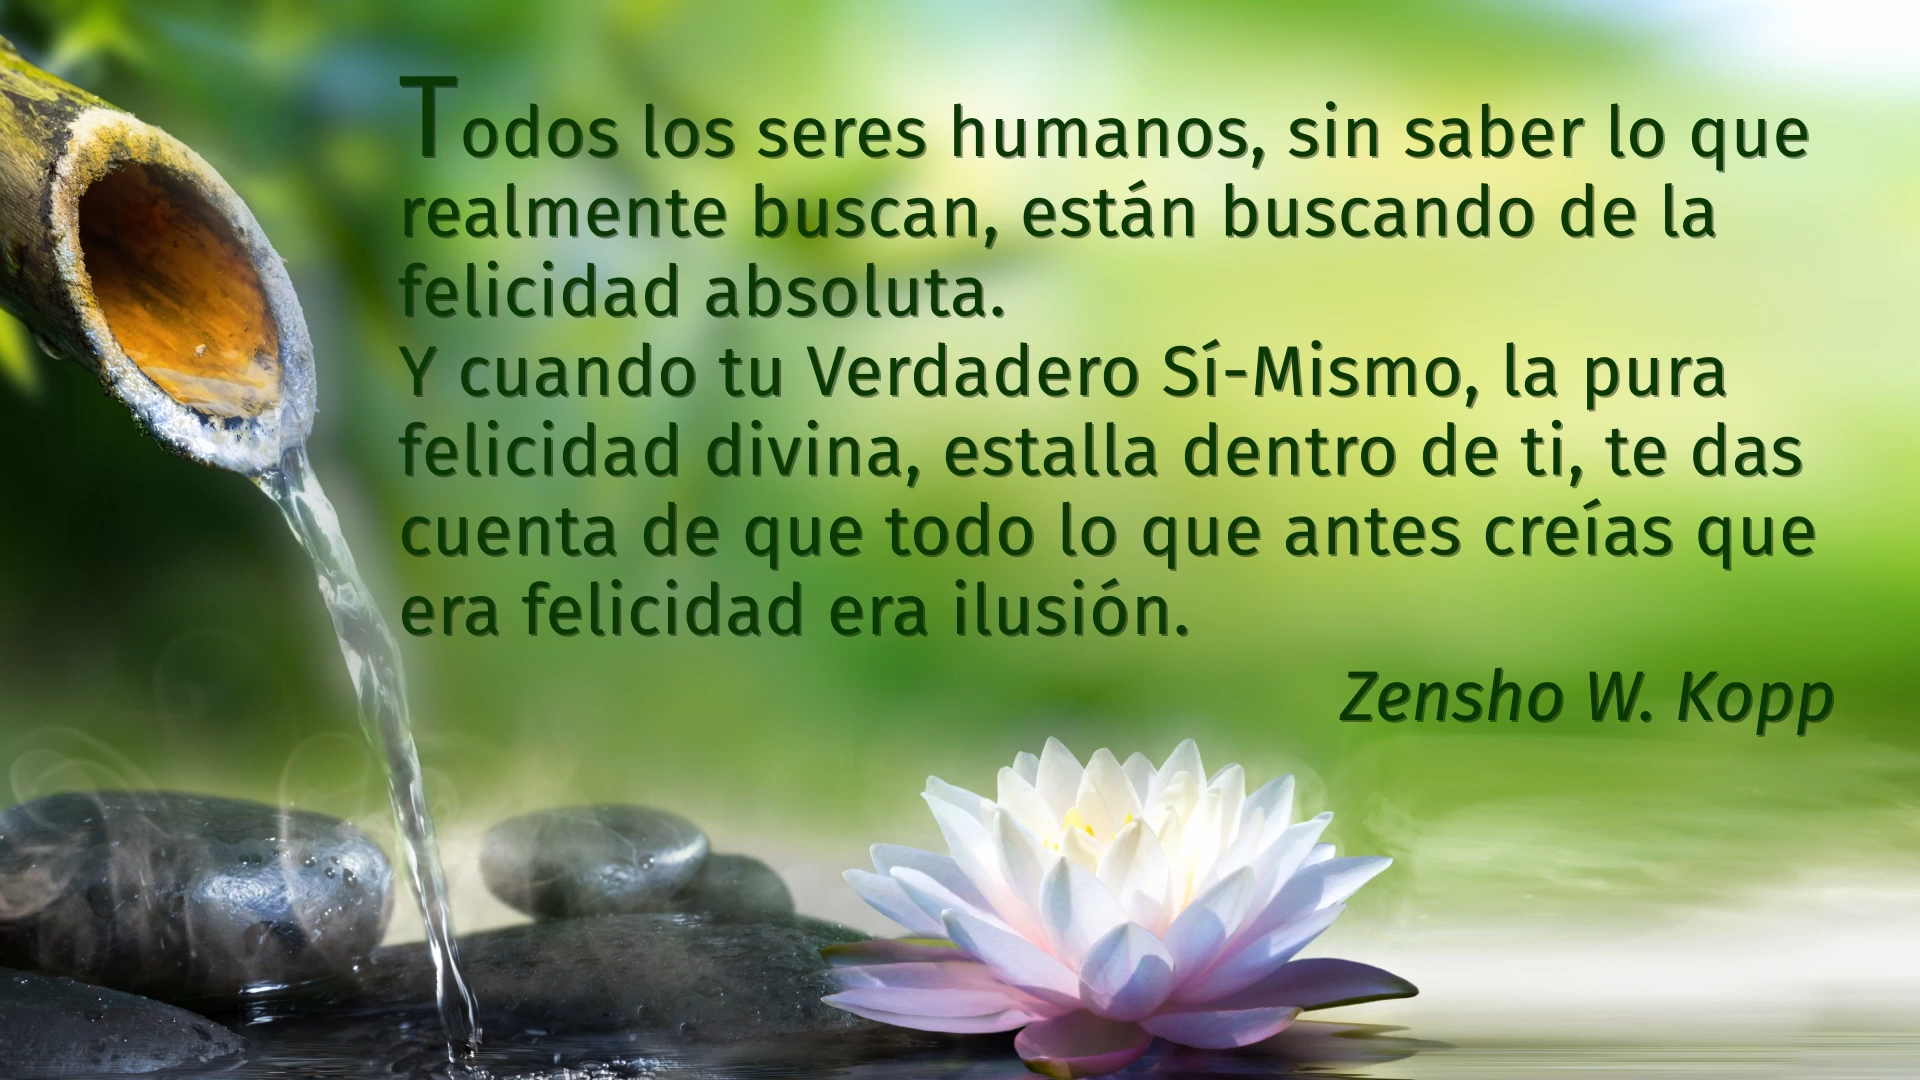 Todos los seres humanos, sin saber lo que
realmente buscan, están buscando de la
felicidad absoluta.
Y cuando tu Verdadero Sí-Mismo, la pura
felicidad divina, estalla dentro de ti, te das
cuenta de que todo lo que antes creías que
era felicidad era ilusión.
Zensho W. Kopp